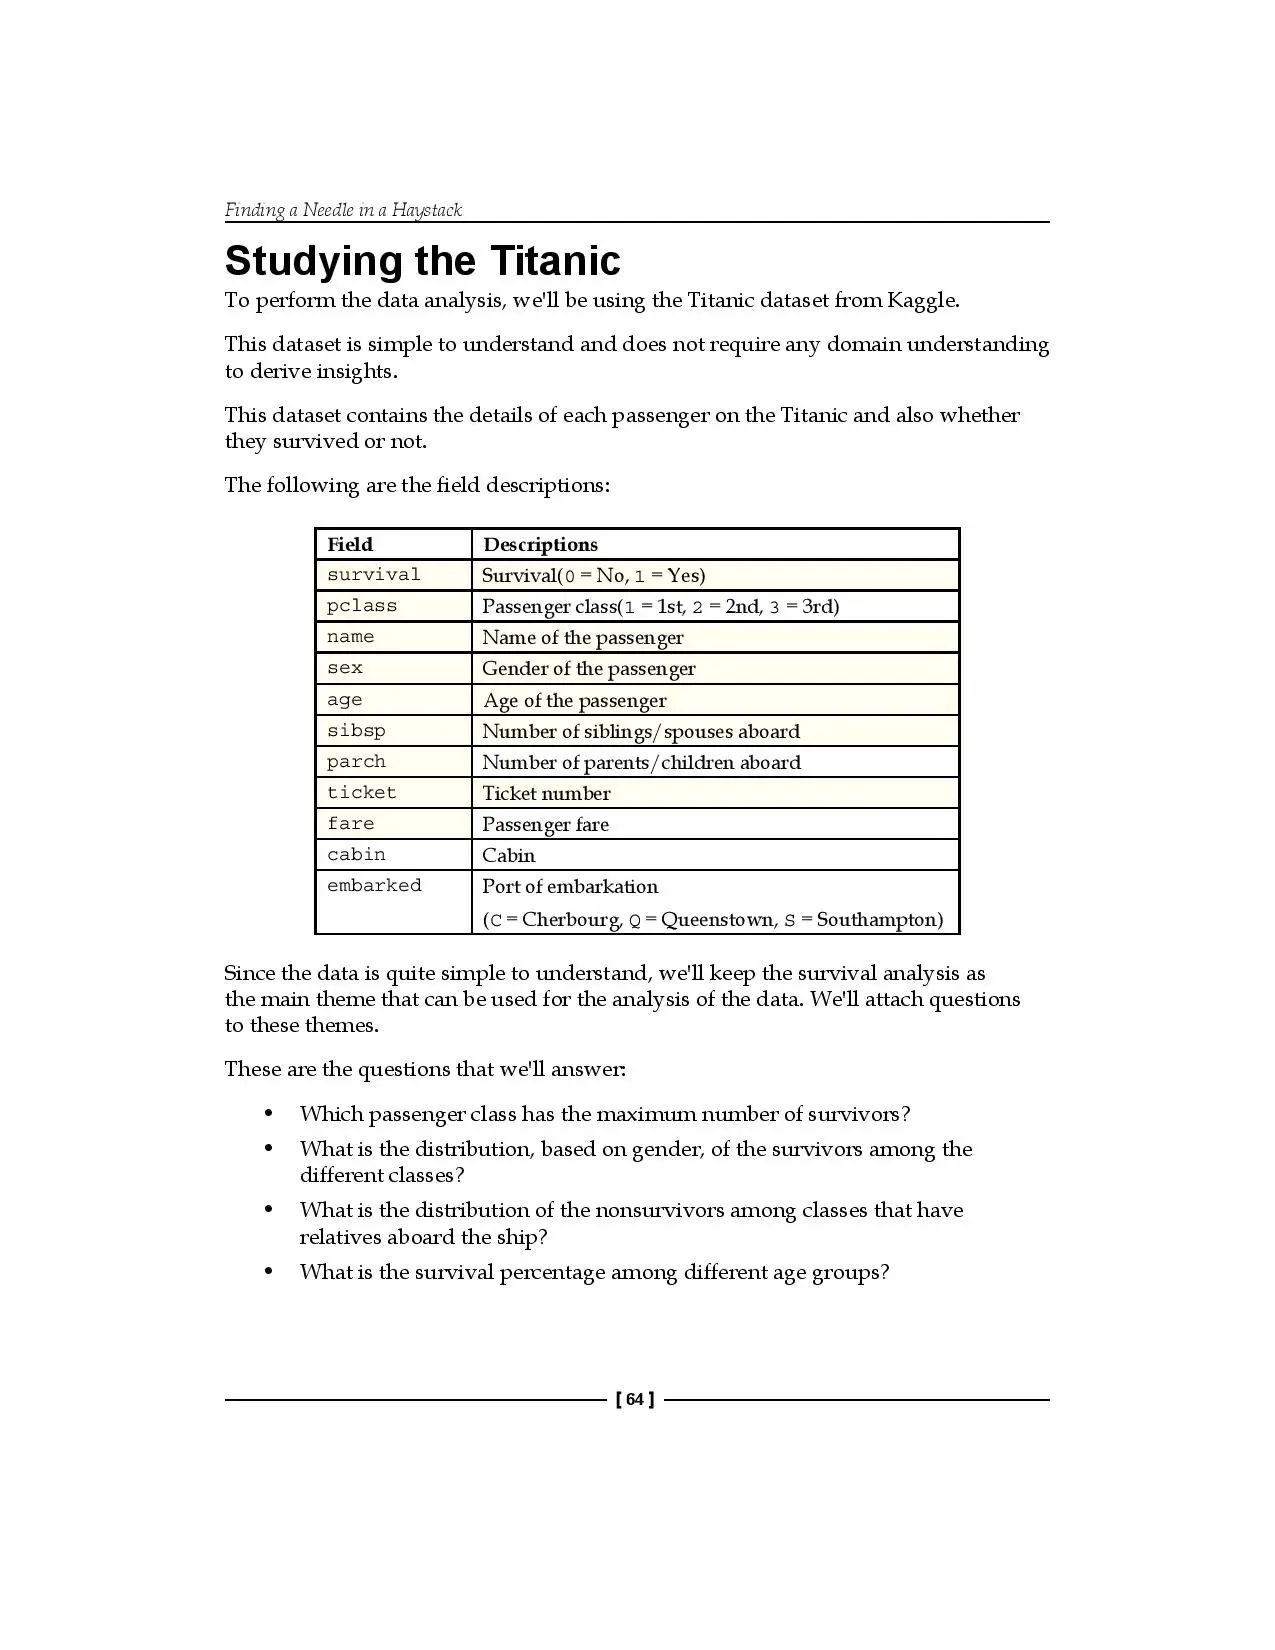 Finding a Needle in a Haystack
Studying the Titanic
To perform the data analysis, we'll be using the Titanic dataset from Kaggle.
This dataset is simple to understand and does not require any domain understanding
to derive insights.
This dataset contains the details of each passenger on the Titanic and also whether
they survived or not.
The following are the field descriptions:
Field Descriptions
survival Survival(0 = No, 1 = Yes)
pclass Passenger class(1 = 1st, 2 = 2nd, 3 = 3rd)
name Name of the passenger
sex Gender of the passenger
age Age of the passenger
sibsp Number of siblings/spouses aboard
parch Number of parents/children aboard
ticket Ticket number
fare Passenger fare
cabin Cabin
embarked Port of embarkation
(C = Cherbourg, Q = Queenstown, S = Southampton)
Since the data is quite simple to understand, we'll keep the survival analysis as
the main theme that can be used for the analysis of the data. We'll attach questions
to these themes.
These are the questions that we'll answer:
• Which passenger class has the maximum number of survivors?
• What is the distribution, based on gender, of the survivors among the
different classes?
• What is the distribution of the nonsurvivors among classes that have
relatives aboard the ship?
• What is the survival percentage among different age groups?
[ 64 ]